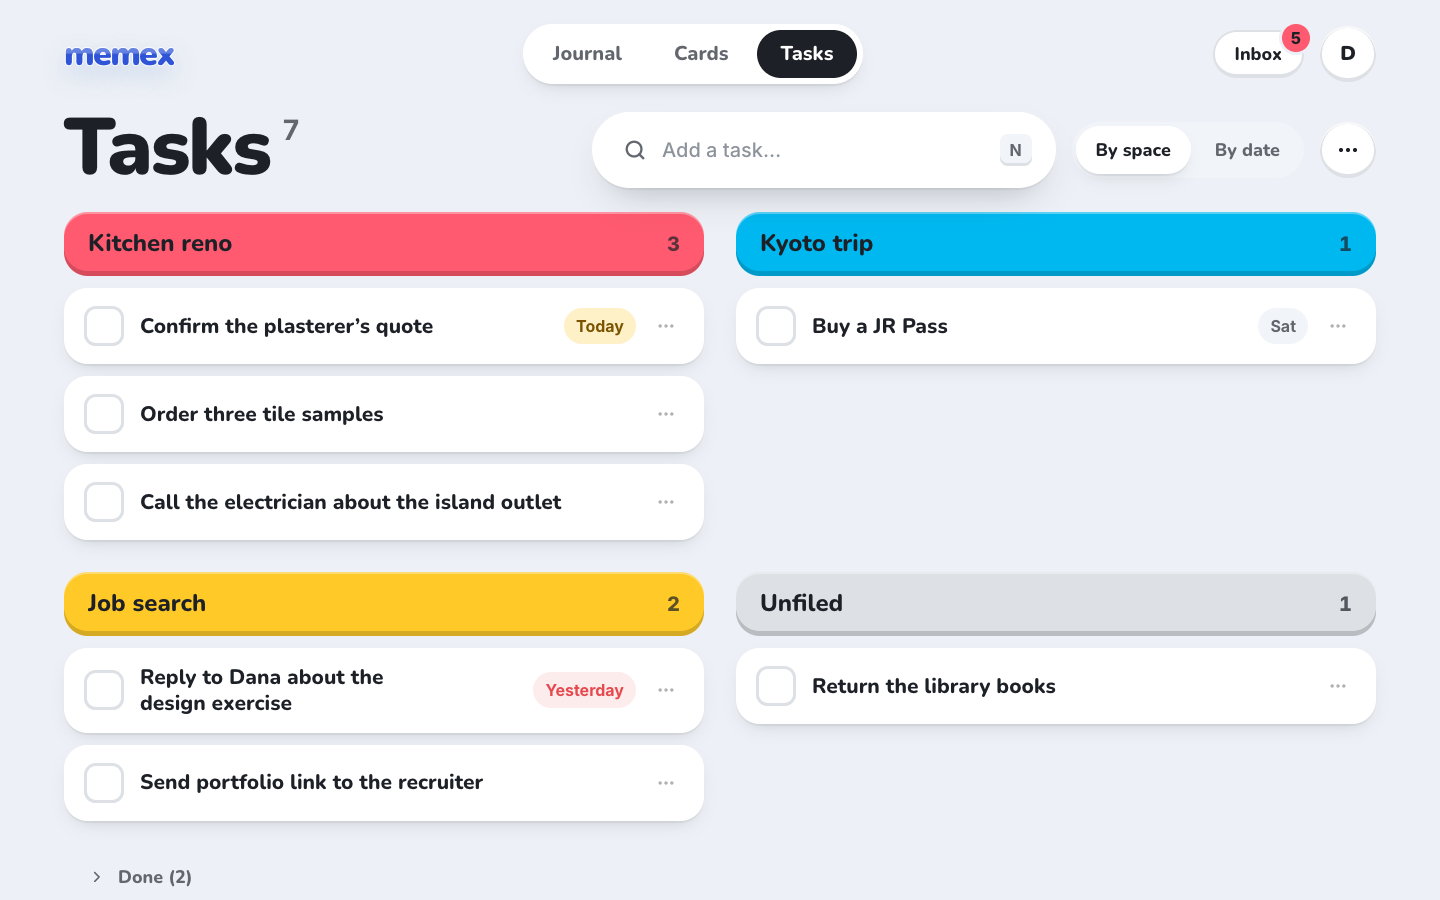 memex
Journal
Cards
Tasks
Inbox
5
D
Tasks 7
Add a task...
N
By space
By date
Kitchen reno 3
Confirm the plasterer’s quote
Today
Order three tile samples
Call the electrician about the island outlet
Kyoto trip 1
Buy a JR Pass
Sat
Job search 2
Reply to Dana about the
design exercise
Yesterday
Send portfolio link to the recruiter
Unfiled 1
Return the library books
Done (2)